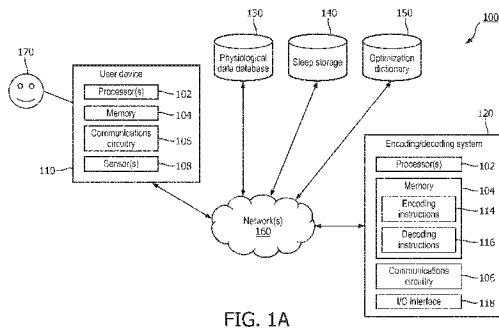 100
130
140
150
170
Physiological
data database
Sleep storage
Optimization
dictionary
User device
Processor(s)
102
Memory
104
Communications
circuitry
106
Sensor(s)
108
110
120
Encoding/decoding system
Processor(s)
102
Memory
104
Encoding
instructions
114
Decoding
instructions
116
Communications
circuitry
106
I/O interface
118
Network(s)
160
FIG. 1A